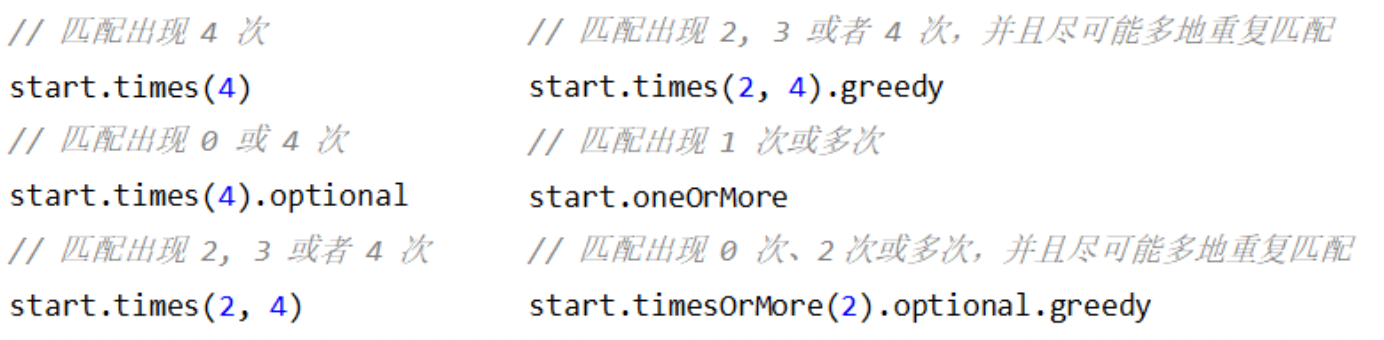 // 匹配出现 4 次
start.times(4)
// 匹配出现 0 或 4 次
start.times(4).optional
// 匹配出现 2, 3 或者 4 次
start.times(2, 4)
// 匹配出现 2, 3 或者 4 次，并且尽可能多地重复匹配
start.times(2, 4).greedy
// 匹配出现 1 次或多次
start.oneOrMore
// 匹配出现 0 次、2 次或多次，并且尽可能多地重复匹配
start.timesOrMore(2).optional.greedy